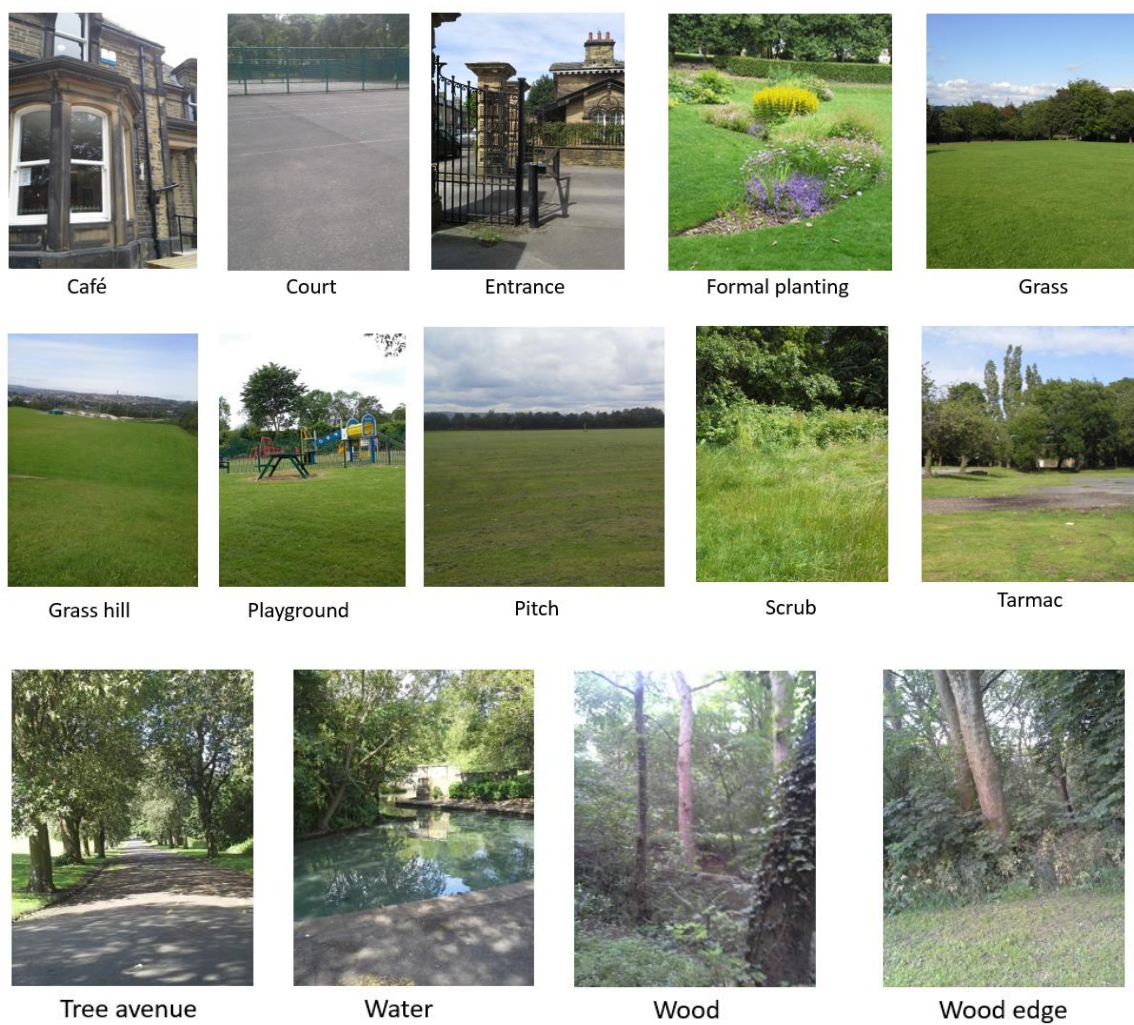 Café
Court
Entrance
Formal planting
Grass
Grass hill
Playground
Pitch
Scrub
Tarmac
Tree avenue
Water
Wood
Wood edge